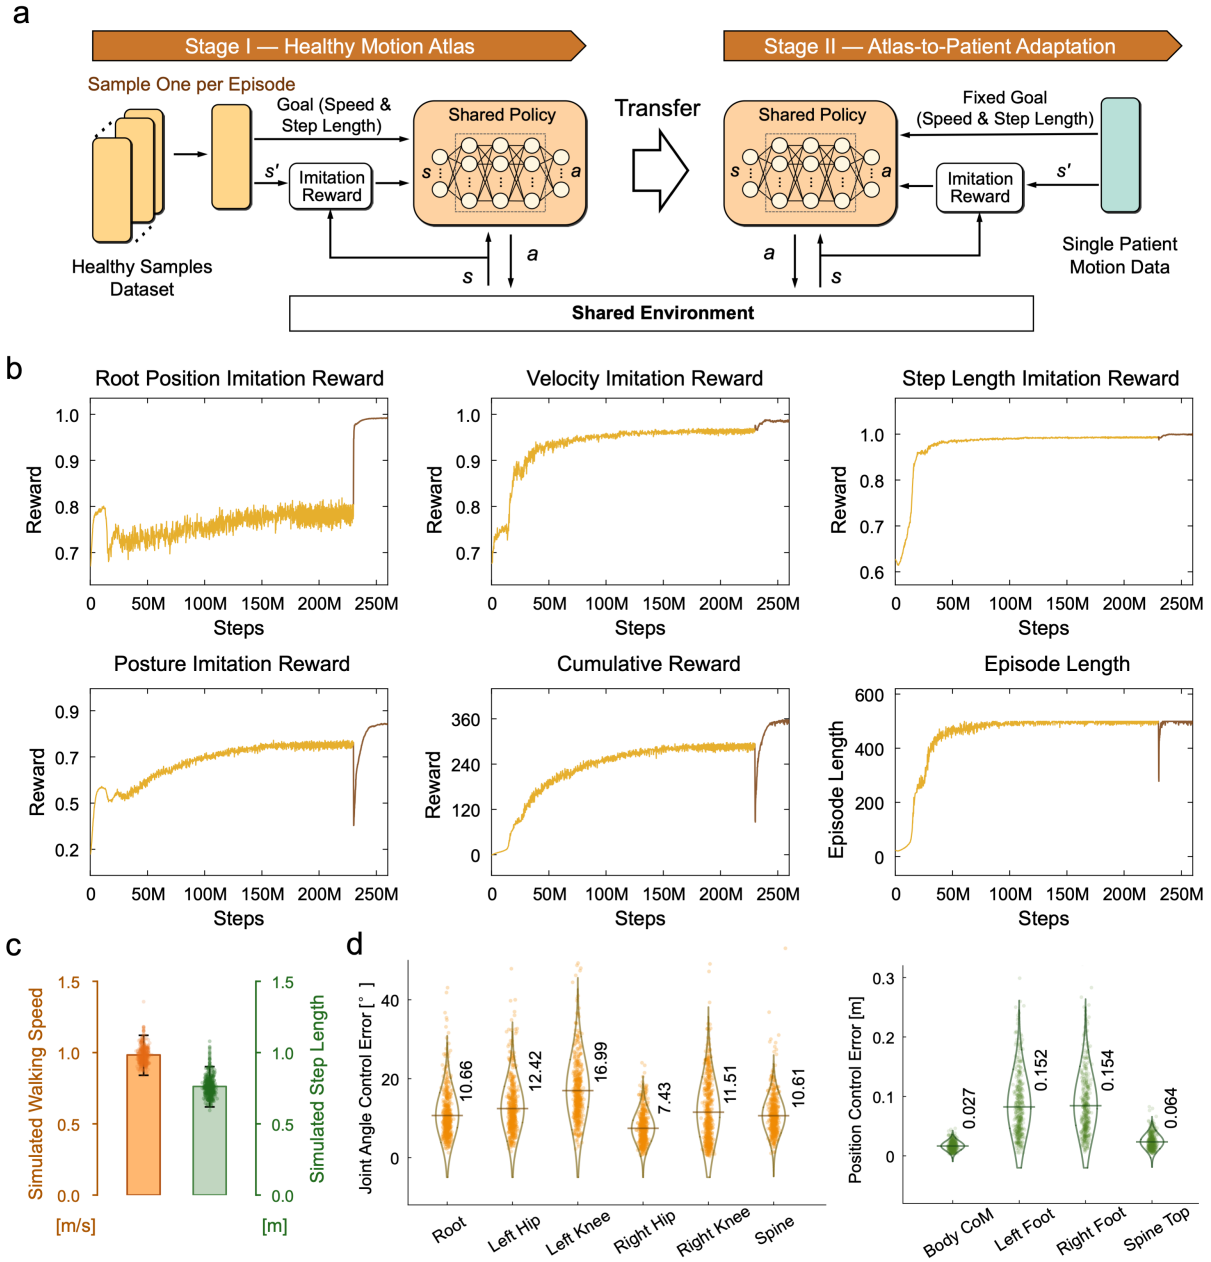 a
Stage I — Healthy Motion Atlas
Stage II — Atlas-to-Patient Adaptation
Sample One per Episode
Goal (Speed &
Step Length)
s'
Imitation
Reward
Shared Policy
s
a
Healthy Samples
Dataset
s
a
Transfer
Shared Policy
s
a
Fixed Goal
(Speed & Step Length)
Imitation
Reward
s'
Single Patient
Motion Data
a
s
Shared Environment
b
Root Position Imitation Reward
Reward
1.0
0.9
0.8
0.7
0
50M
100M
150M
200M
250M
Steps
Velocity Imitation Reward
Reward
1.0
0.9
0.8
0.7
0
50M
100M
150M
200M
250M
Steps
Step Length Imitation Reward
Reward
1.0
0.9
0.8
0.7
0.6
0
50M
100M
150M
200M
250M
Steps
Posture Imitation Reward
Reward
0.9
0.7
0.5
0.2
0
50M
100M
150M
200M
250M
Steps
Cumulative Reward
Reward
360
240
120
0
0
50M
100M
150M
200M
250M
Steps
Episode Length
Episode Length
600
400
200
0
0
50M
100M
150M
200M
250M
Steps
c
Simulated Walking Speed
1.5
1.0
0.5
0.0
[m/s]
1.5
1.0
0.5
0.0
Simulated Step Length
[m]
d
Joint Angle Control Error [° ]
40
20
0
10.66
12.42
16.99
7.43
11.51
10.61
Root
Left Hip
Left Knee
Right Hip
Right Knee
Spine
Position Control Error [m]
0.3
0.2
0.1
0
0.027
0.152
0.154
0.064
Body CoM
Left Foot
Right Foot
Spine Top